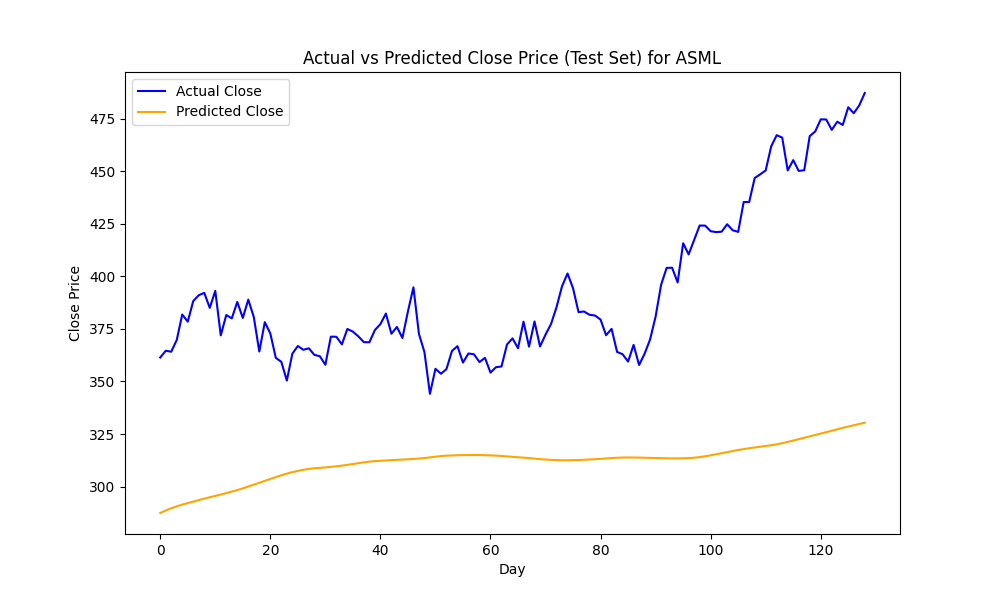 Actual vs Predicted Close Price (Test Set) for ASML
Actual Close
Predicted Close
475
450
425
400
375
350
325
300
Close Price
0 20 40 60 80 100 120
Day